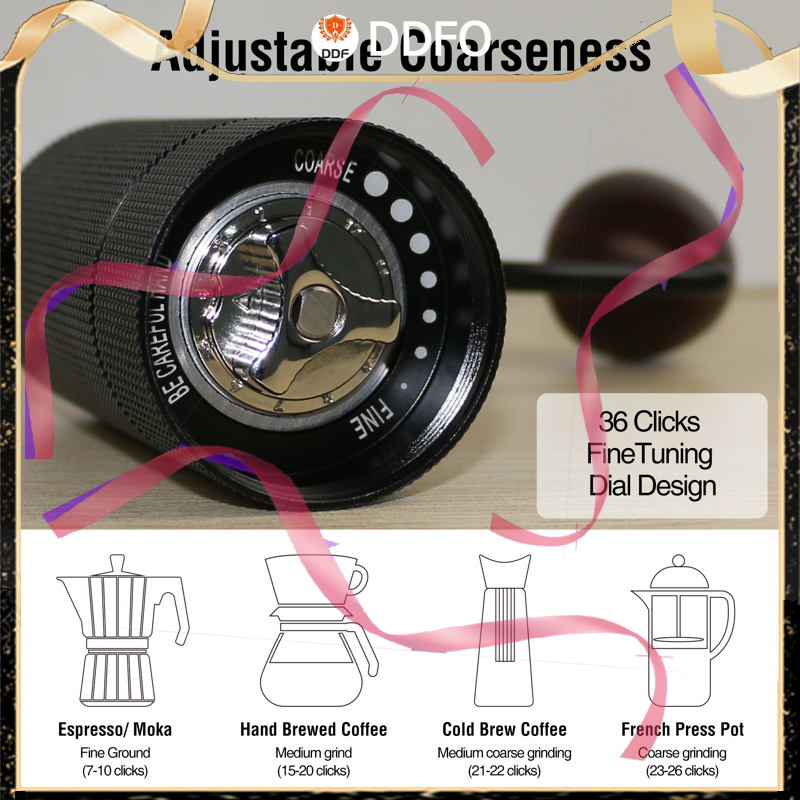 Adjustable Coarseness
DDF
DDFO
COARSE
BE CAREFUL HAND
FINE
36 Clicks
FineTuning
Dial Design
Espresso/ Moka
Fine Ground
(7-10 clicks)
Hand Brewed Coffee
Medium grind
(15-20 clicks)
Cold Brew Coffee
Medium coarse grinding
(21-22 clicks)
French Press Pot
Coarse grinding
(23-26 clicks)